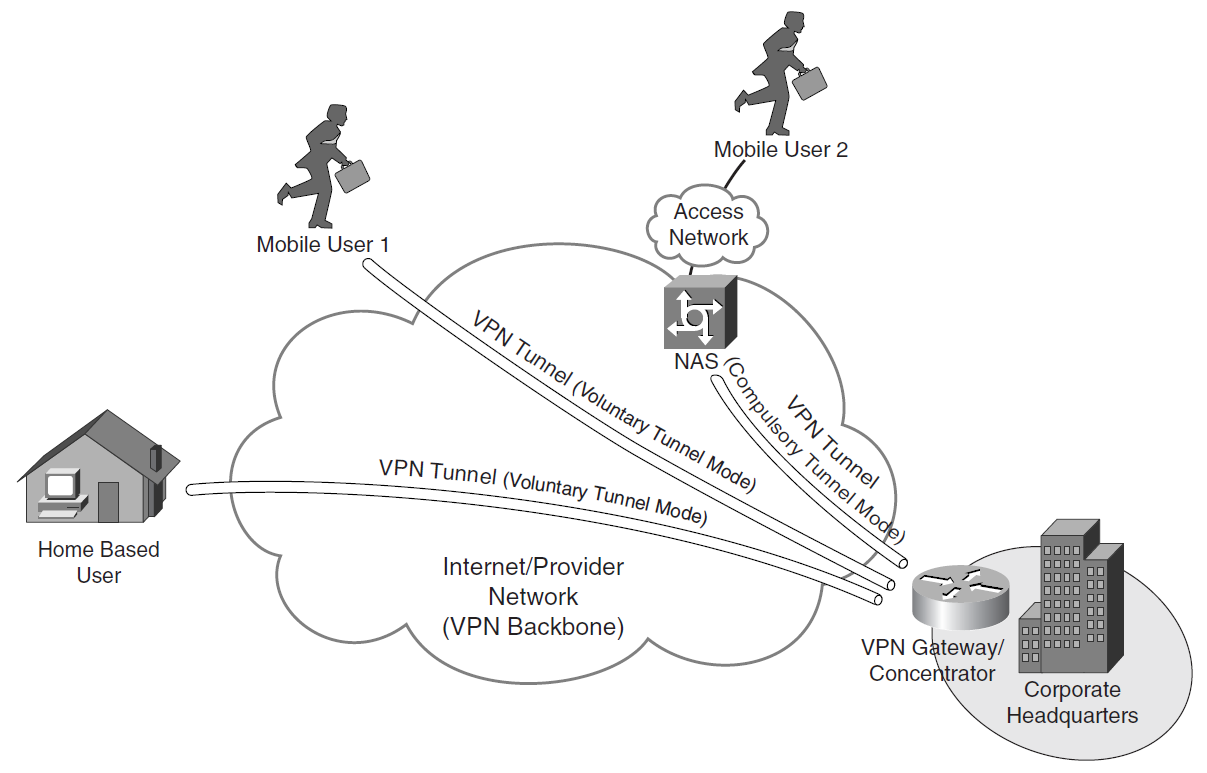 Mobile User 2
Access
Network
Mobile User 1
NAS
VPN Tunnel
(Compulsory Tunnel Mode)
VPN Tunnel (Voluntary Tunnel Mode)
VPN Tunnel (Voluntary Tunnel Mode)
Home Based
User
Internet/Provider
Network
(VPN Backbone)
VPN Gateway/
Concentrator
Corporate
Headquarters